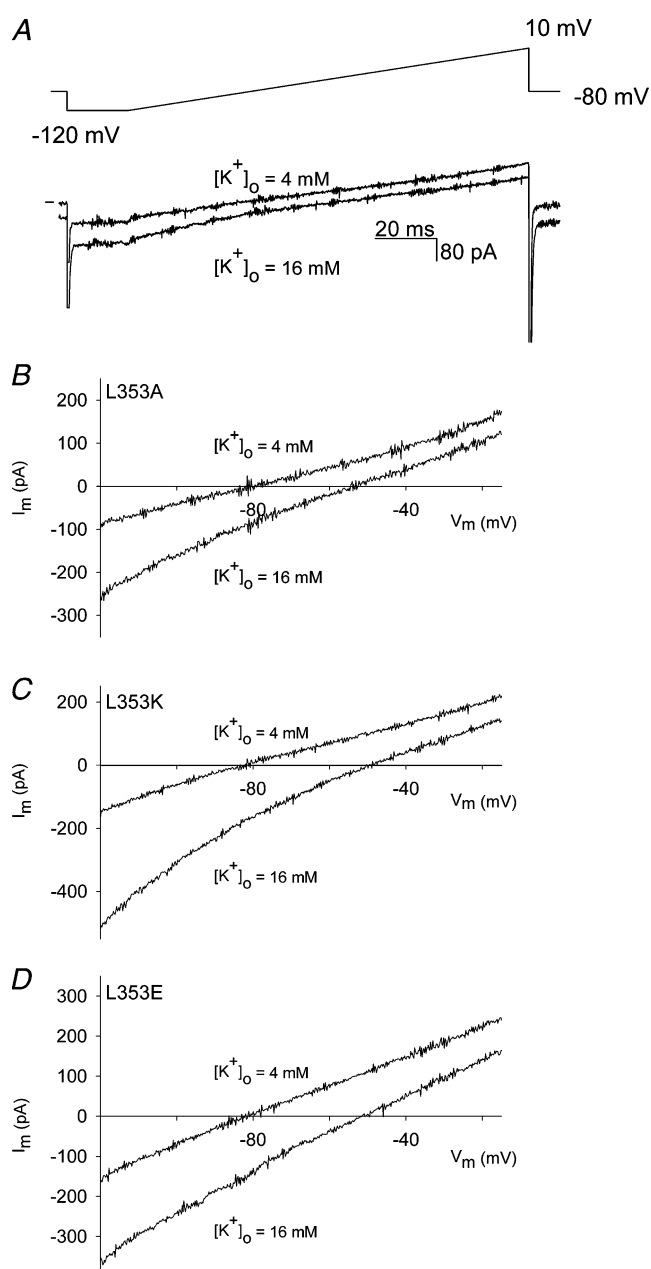 A
10 mV
-80 mV
-120 mV
[K+]o = 4 mM
20 ms
80 pA
[K+]o = 16 mM
B
L353A
200
100
0
-100
-200
-300
Im (pA)
[K+]o = 4 mM
-80
-40
Vm (mV)
[K+]o = 16 mM
C
L353K
200
0
-200
-400
Im (pA)
[K+]o = 4 mM
-80
-40
Vm (mV)
[K+]o = 16 mM
D
L353E
300
200
100
0
-100
-200
-300
Im (pA)
[K+]o = 4 mM
-80
-40
Vm (mV)
[K+]o = 16 mM